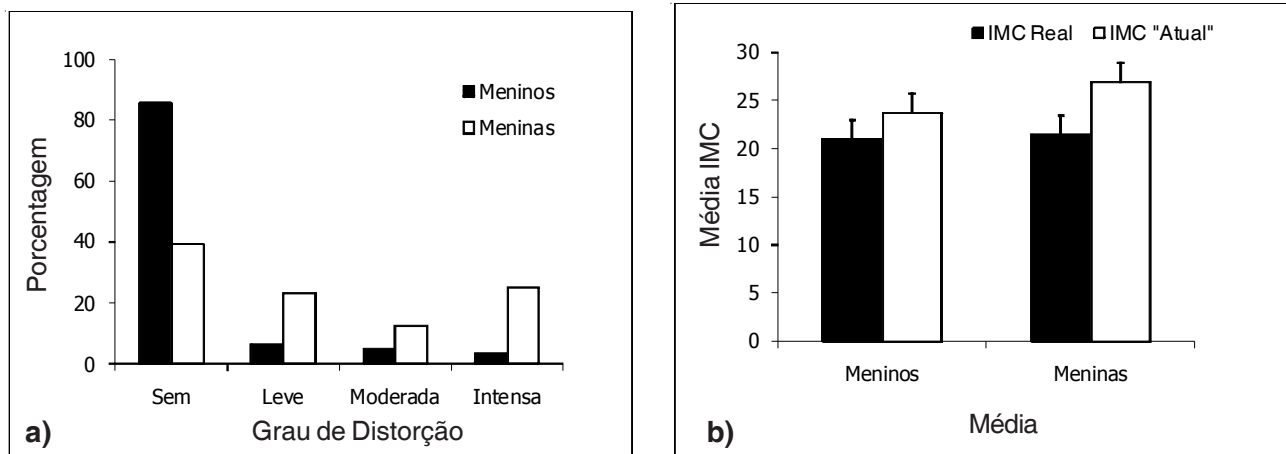 100
80
60
40
20
0
Porcentagem
Meninos
Meninas
Sem Leve Moderada Intensa
Grau de Distorção
a)
IMC Real IMC "Atual"
30
25
20
15
10
5
0
Média IMC
Meninos Meninas
Média
b)